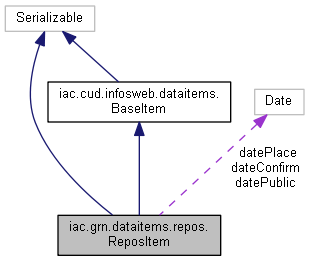 Serializable
iac.cud.infosweb.dataitems.
BaseItem
Date
datePlace
dateConfirm
datePublic
iac.grn.dataitems.repos.
ReposItem